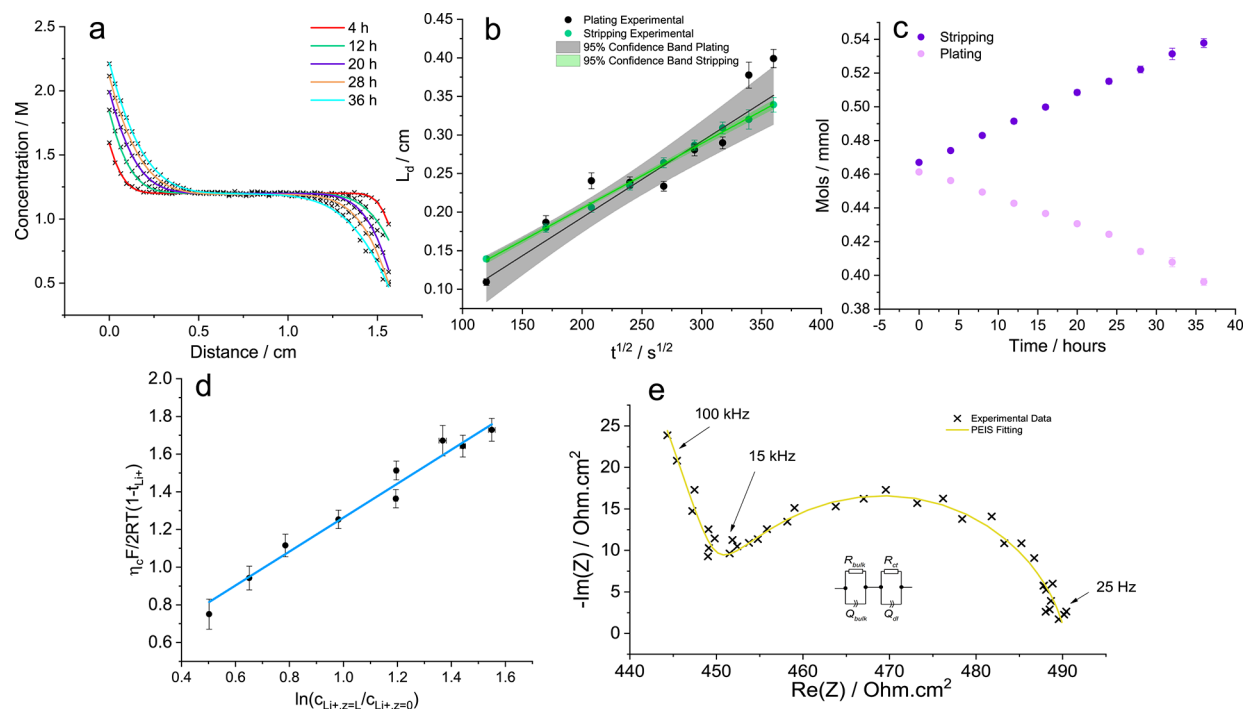 a
4 h
12 h
20 h
28 h
36 h
2.5
2.0
1.5
1.0
0.5
Concentration / M
0.0
0.5
1.0
1.5
Distance / cm
b
Plating Experimental
Stripping Experimental
95% Confidence Band Plating
95% Confidence Band Stripping
0.45
0.40
0.35
0.30
0.25
0.20
0.15
0.10
L_d / cm
100
150
200
250
300
350
400
t^1/2 / s^1/2
c
Stripping
Plating
0.54
0.52
0.50
0.48
0.46
0.44
0.42
0.40
0.38
Mols / mmol
-5
0
5
10
15
20
25
30
35
40
Time / hours
d
2.0
1.8
1.6
1.4
1.2
1.0
0.8
0.6
η_cF/2RT(1-t_Li+)
0.4
0.6
0.8
1.0
1.2
1.4
1.6
ln(c_Li+,z=L/c_Li+,z=0)
e
Experimental Data
PEIS Fitting
100 kHz
15 kHz
25 Hz
R_bulk
R_ct
Q_bulk
Q_dl
25
20
15
10
5
0
-Im(Z) / Ohm.cm²
440
450
460
470
480
490
Re(Z) / Ohm.cm²